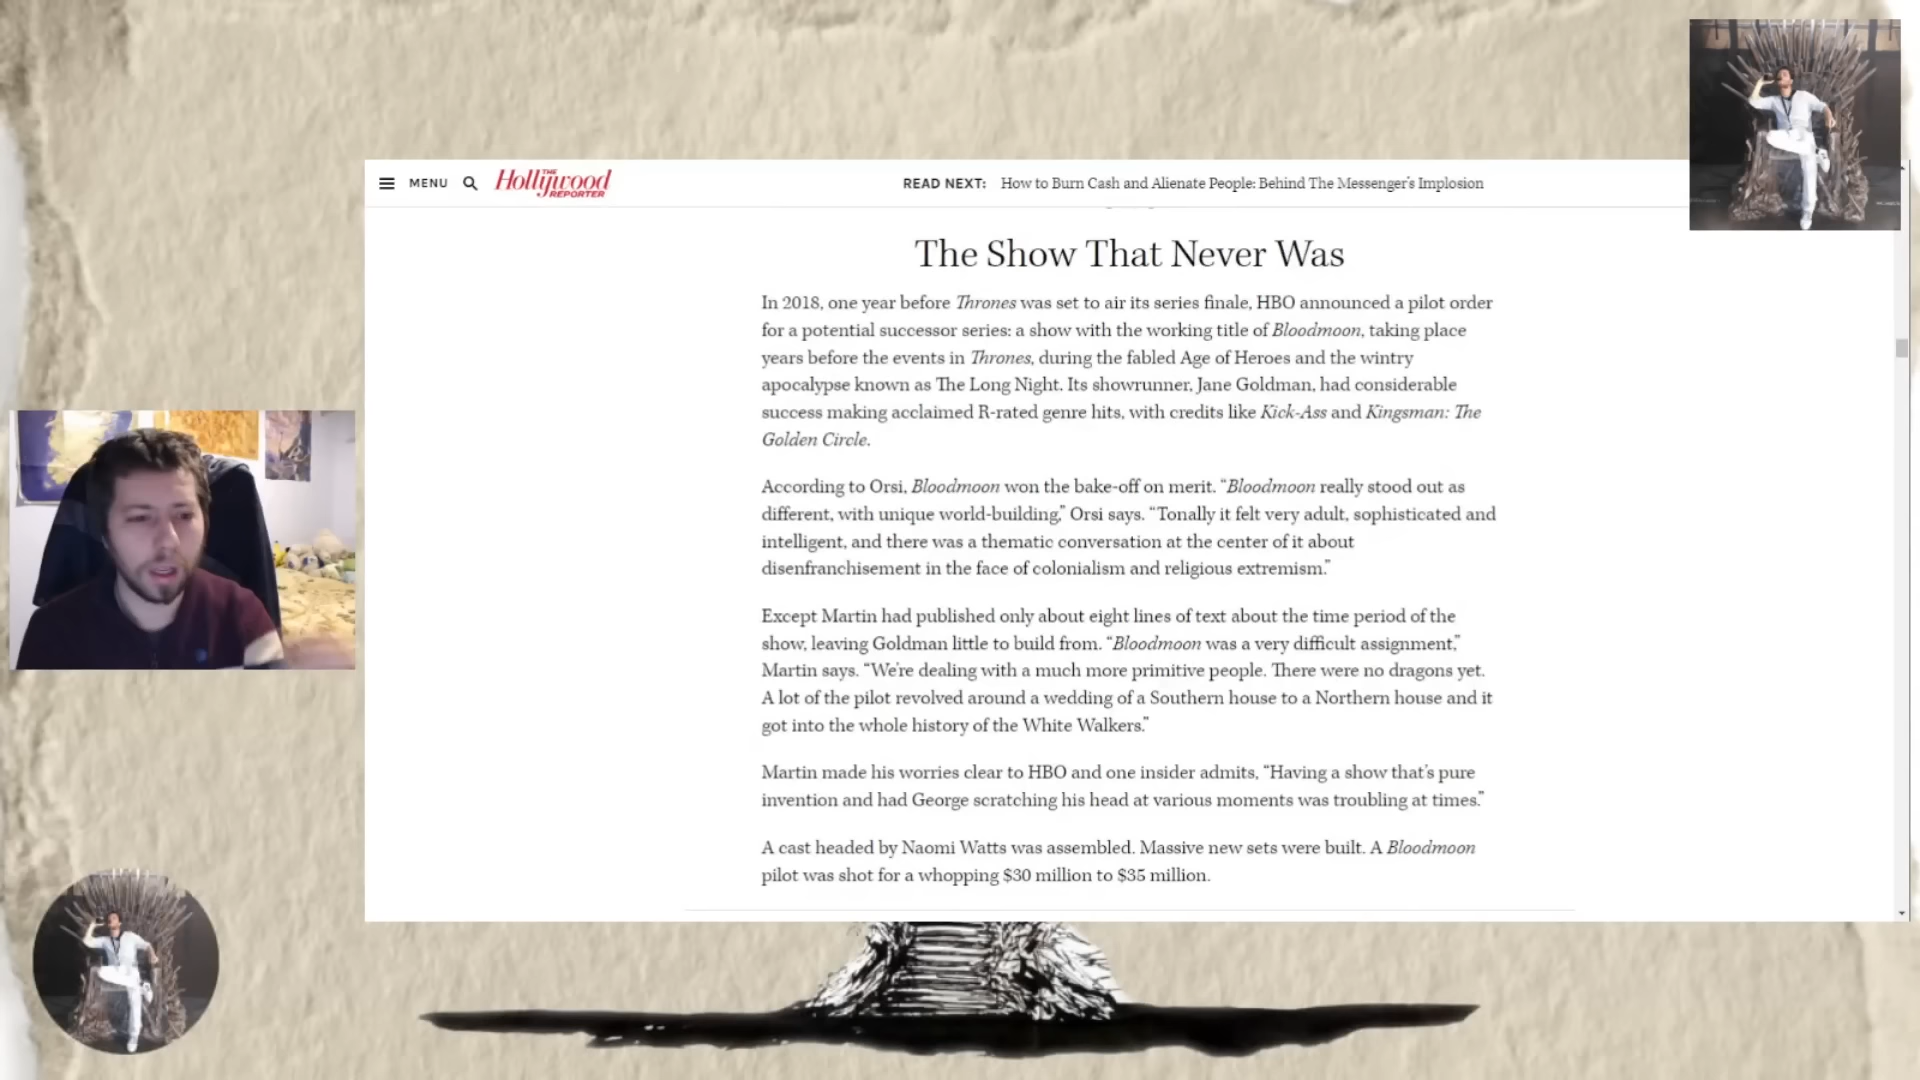 MENU
THE
Hollywood
REPORTER
READ NEXT: How to Burn Cash and Alienate People: Behind The Messenger's Implosion
The Show That Never Was
In 2018, one year before Thrones was set to air its series finale, HBO announced a pilot order
for a potential successor series: a show with the working title of Bloodmoon, taking place
years before the events in Thrones, during the fabled Age of Heroes and the wintry
apocalypse known as The Long Night. Its showrunner, Jane Goldman, had considerable
success making acclaimed R-rated genre hits, with credits like Kick-Ass and Kingsman: The
Golden Circle.
According to Orsi, Bloodmoon won the bake-off on merit. “Bloodmoon really stood out as
different, with unique world-building,” Orsi says. “Tonally it felt very adult, sophisticated and
intelligent, and there was a thematic conversation at the center of it about
disenfranchisement in the face of colonialism and religious extremism.”
Except Martin had published only about eight lines of text about the time period of the
show, leaving Goldman little to build from. “Bloodmoon was a very difficult assignment,”
Martin says. “We’re dealing with a much more primitive people. There were no dragons yet.
A lot of the pilot revolved around a wedding of a Southern house to a Northern house and it
got into the whole history of the White Walkers.”
Martin made his worries clear to HBO and one insider admits, “Having a show that’s pure
invention and had George scratching his head at various moments was troubling at times.”
A cast headed by Naomi Watts was assembled. Massive new sets were built. A Bloodmoon
pilot was shot for a whopping $30 million to $35 million.